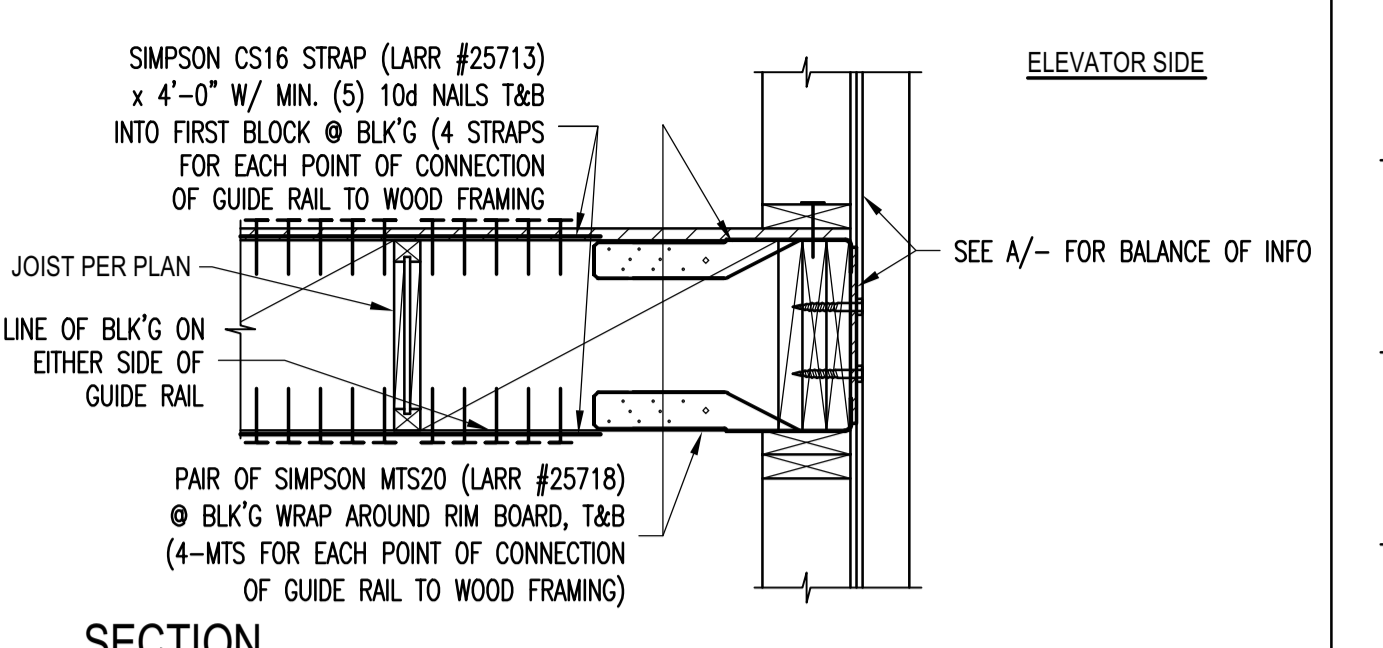 SIMPSON CS16 STRAP (LARR #25713)
x 4'-0" W/ MIN. (5) 10d NAILS T&B
INTO FIRST BLOCK @ BLK'G (4 STRAPS
FOR EACH POINT OF CONNECTION
OF GUIDE RAIL TO WOOD FRAMING
ELEVATOR SIDE
JOIST PER PLAN
SEE A/- FOR BALANCE OF INFO
LINE OF BLK'G ON
EITHER SIDE OF
GUIDE RAIL
PAIR OF SIMPSON MTS20 (LARR #25718)
@ BLK'G WRAP AROUND RIM BOARD, T&B
(4-MTS FOR EACH POINT OF CONNECTION
OF GUIDE RAIL TO WOOD FRAMING)
SECTION